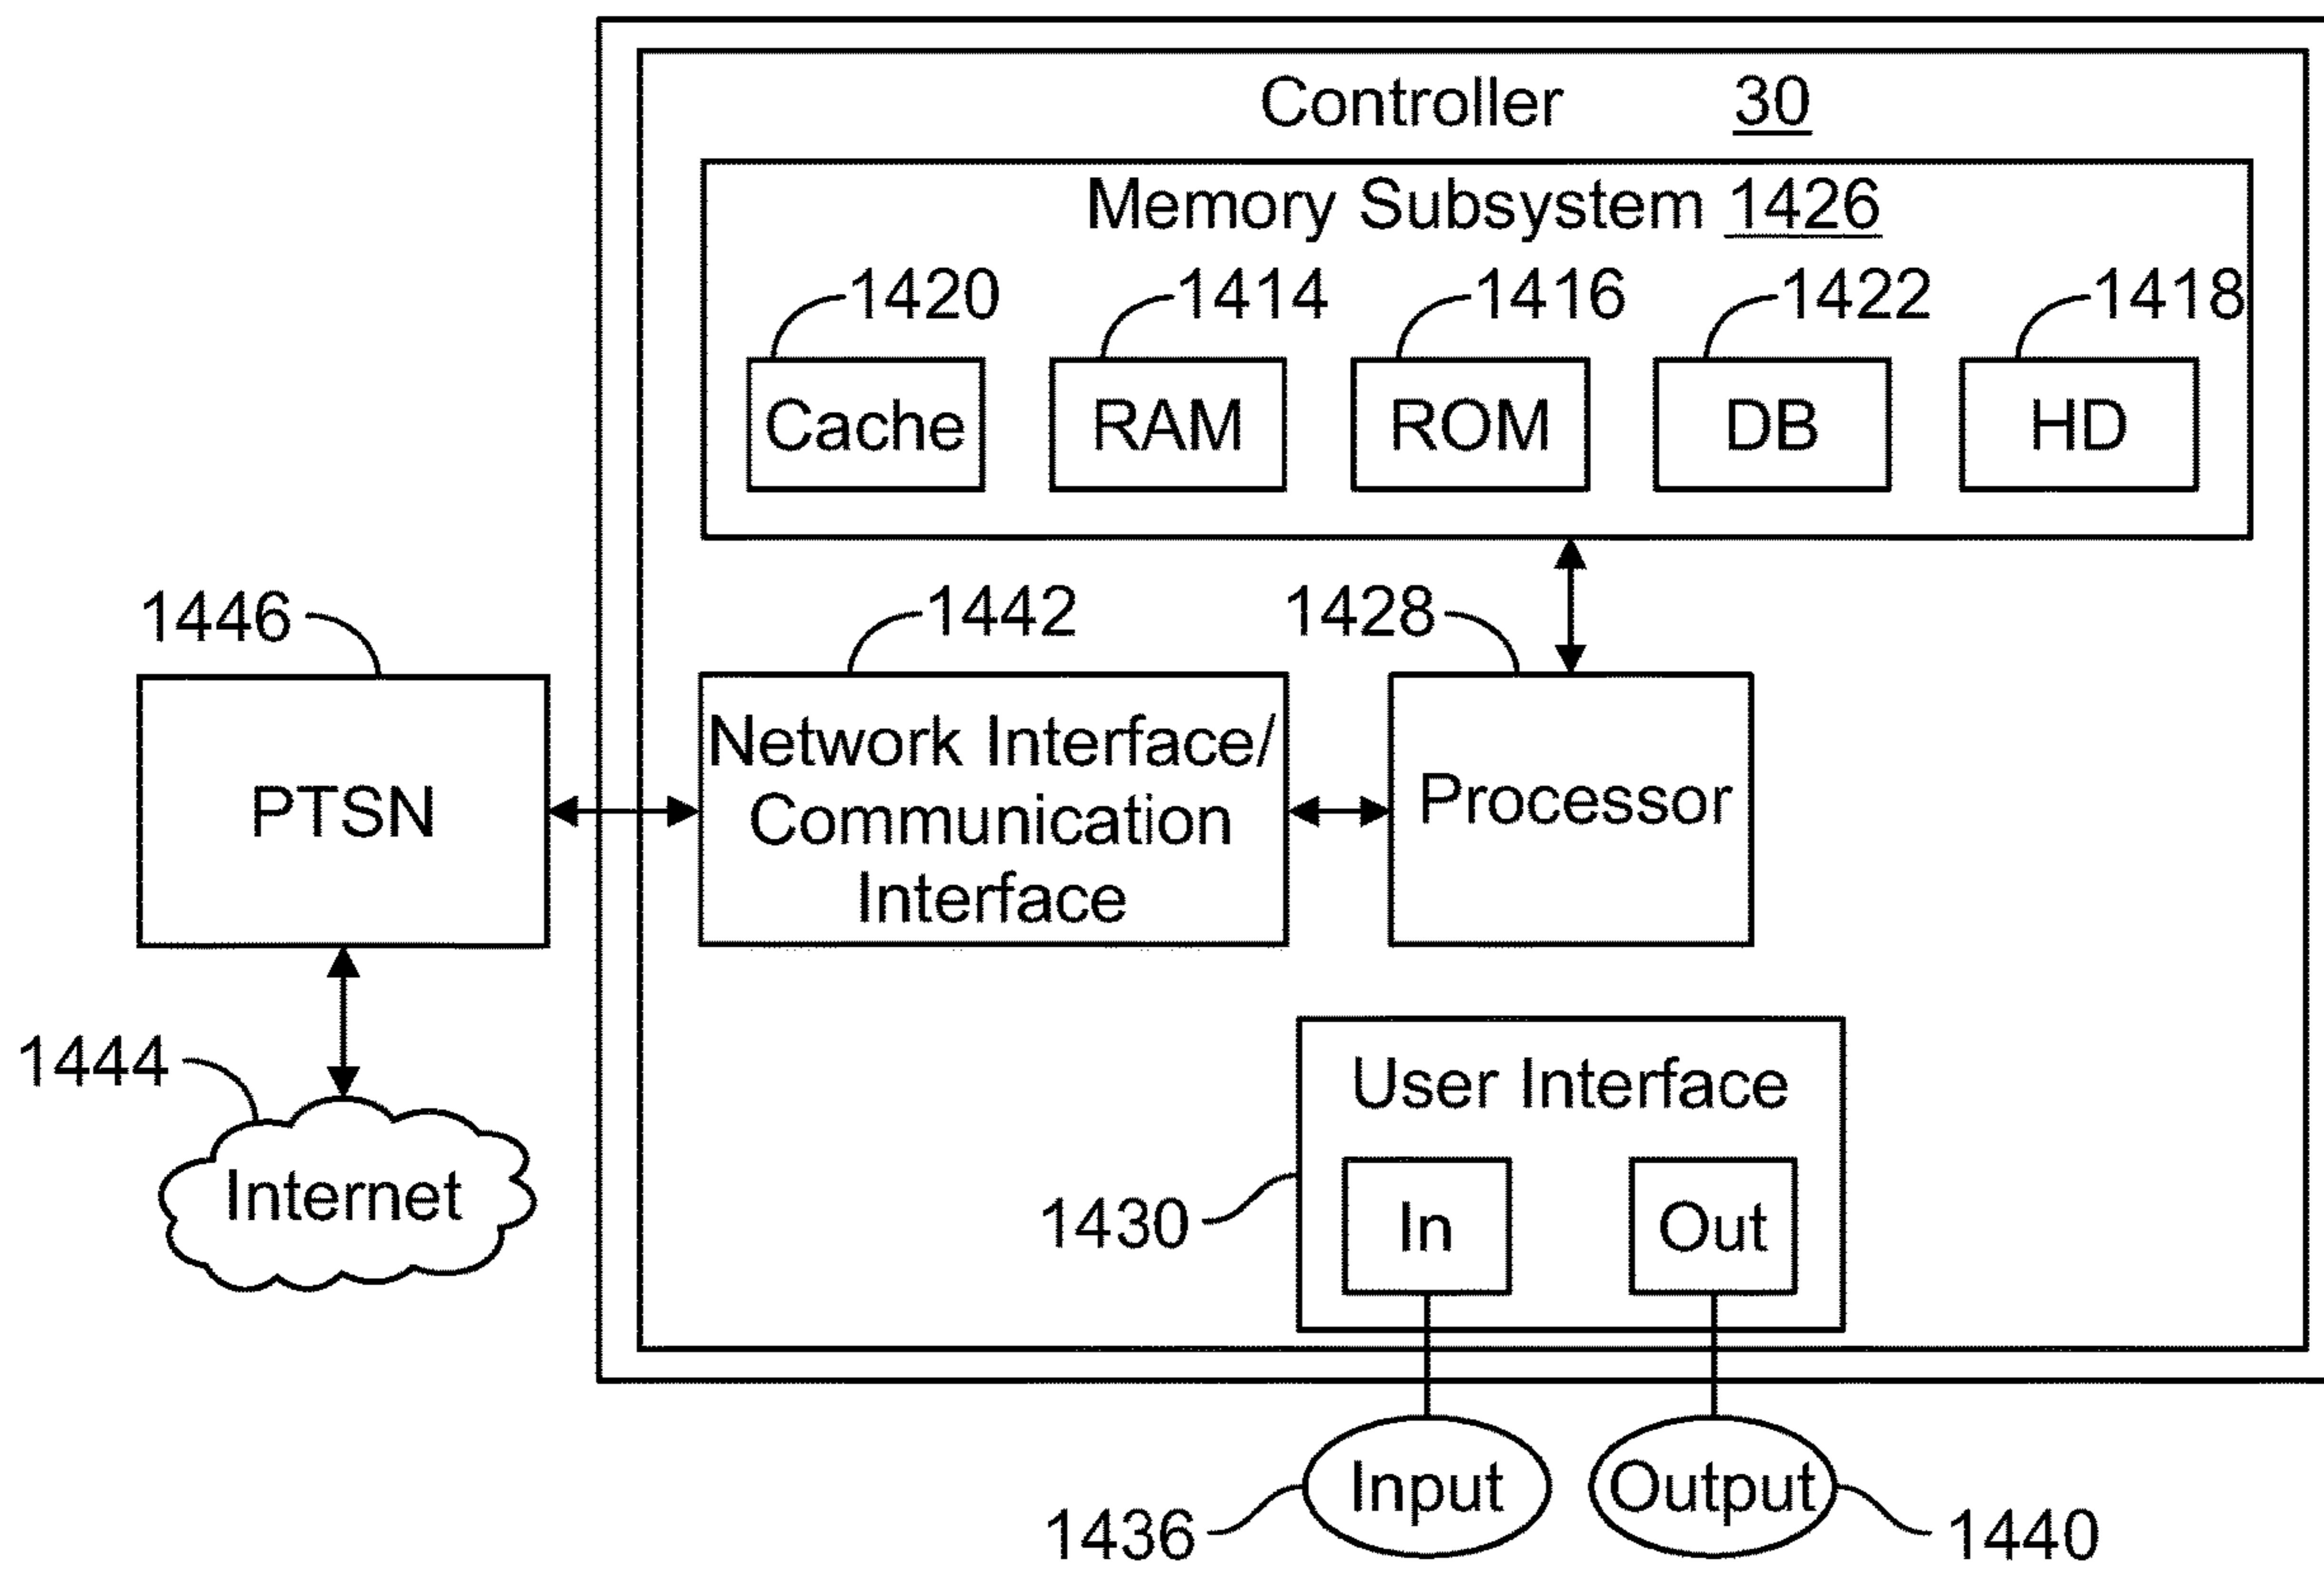 Controller 30
Memory Subsystem 1426
1420 1414 1416 1422 1418
Cache RAM ROM DB HD
1446 1442 1428
PTSN
Network Interface/
Communication
Interface
Processor
1444
Internet
User Interface
1430
In Out
Input Output
1436 1440